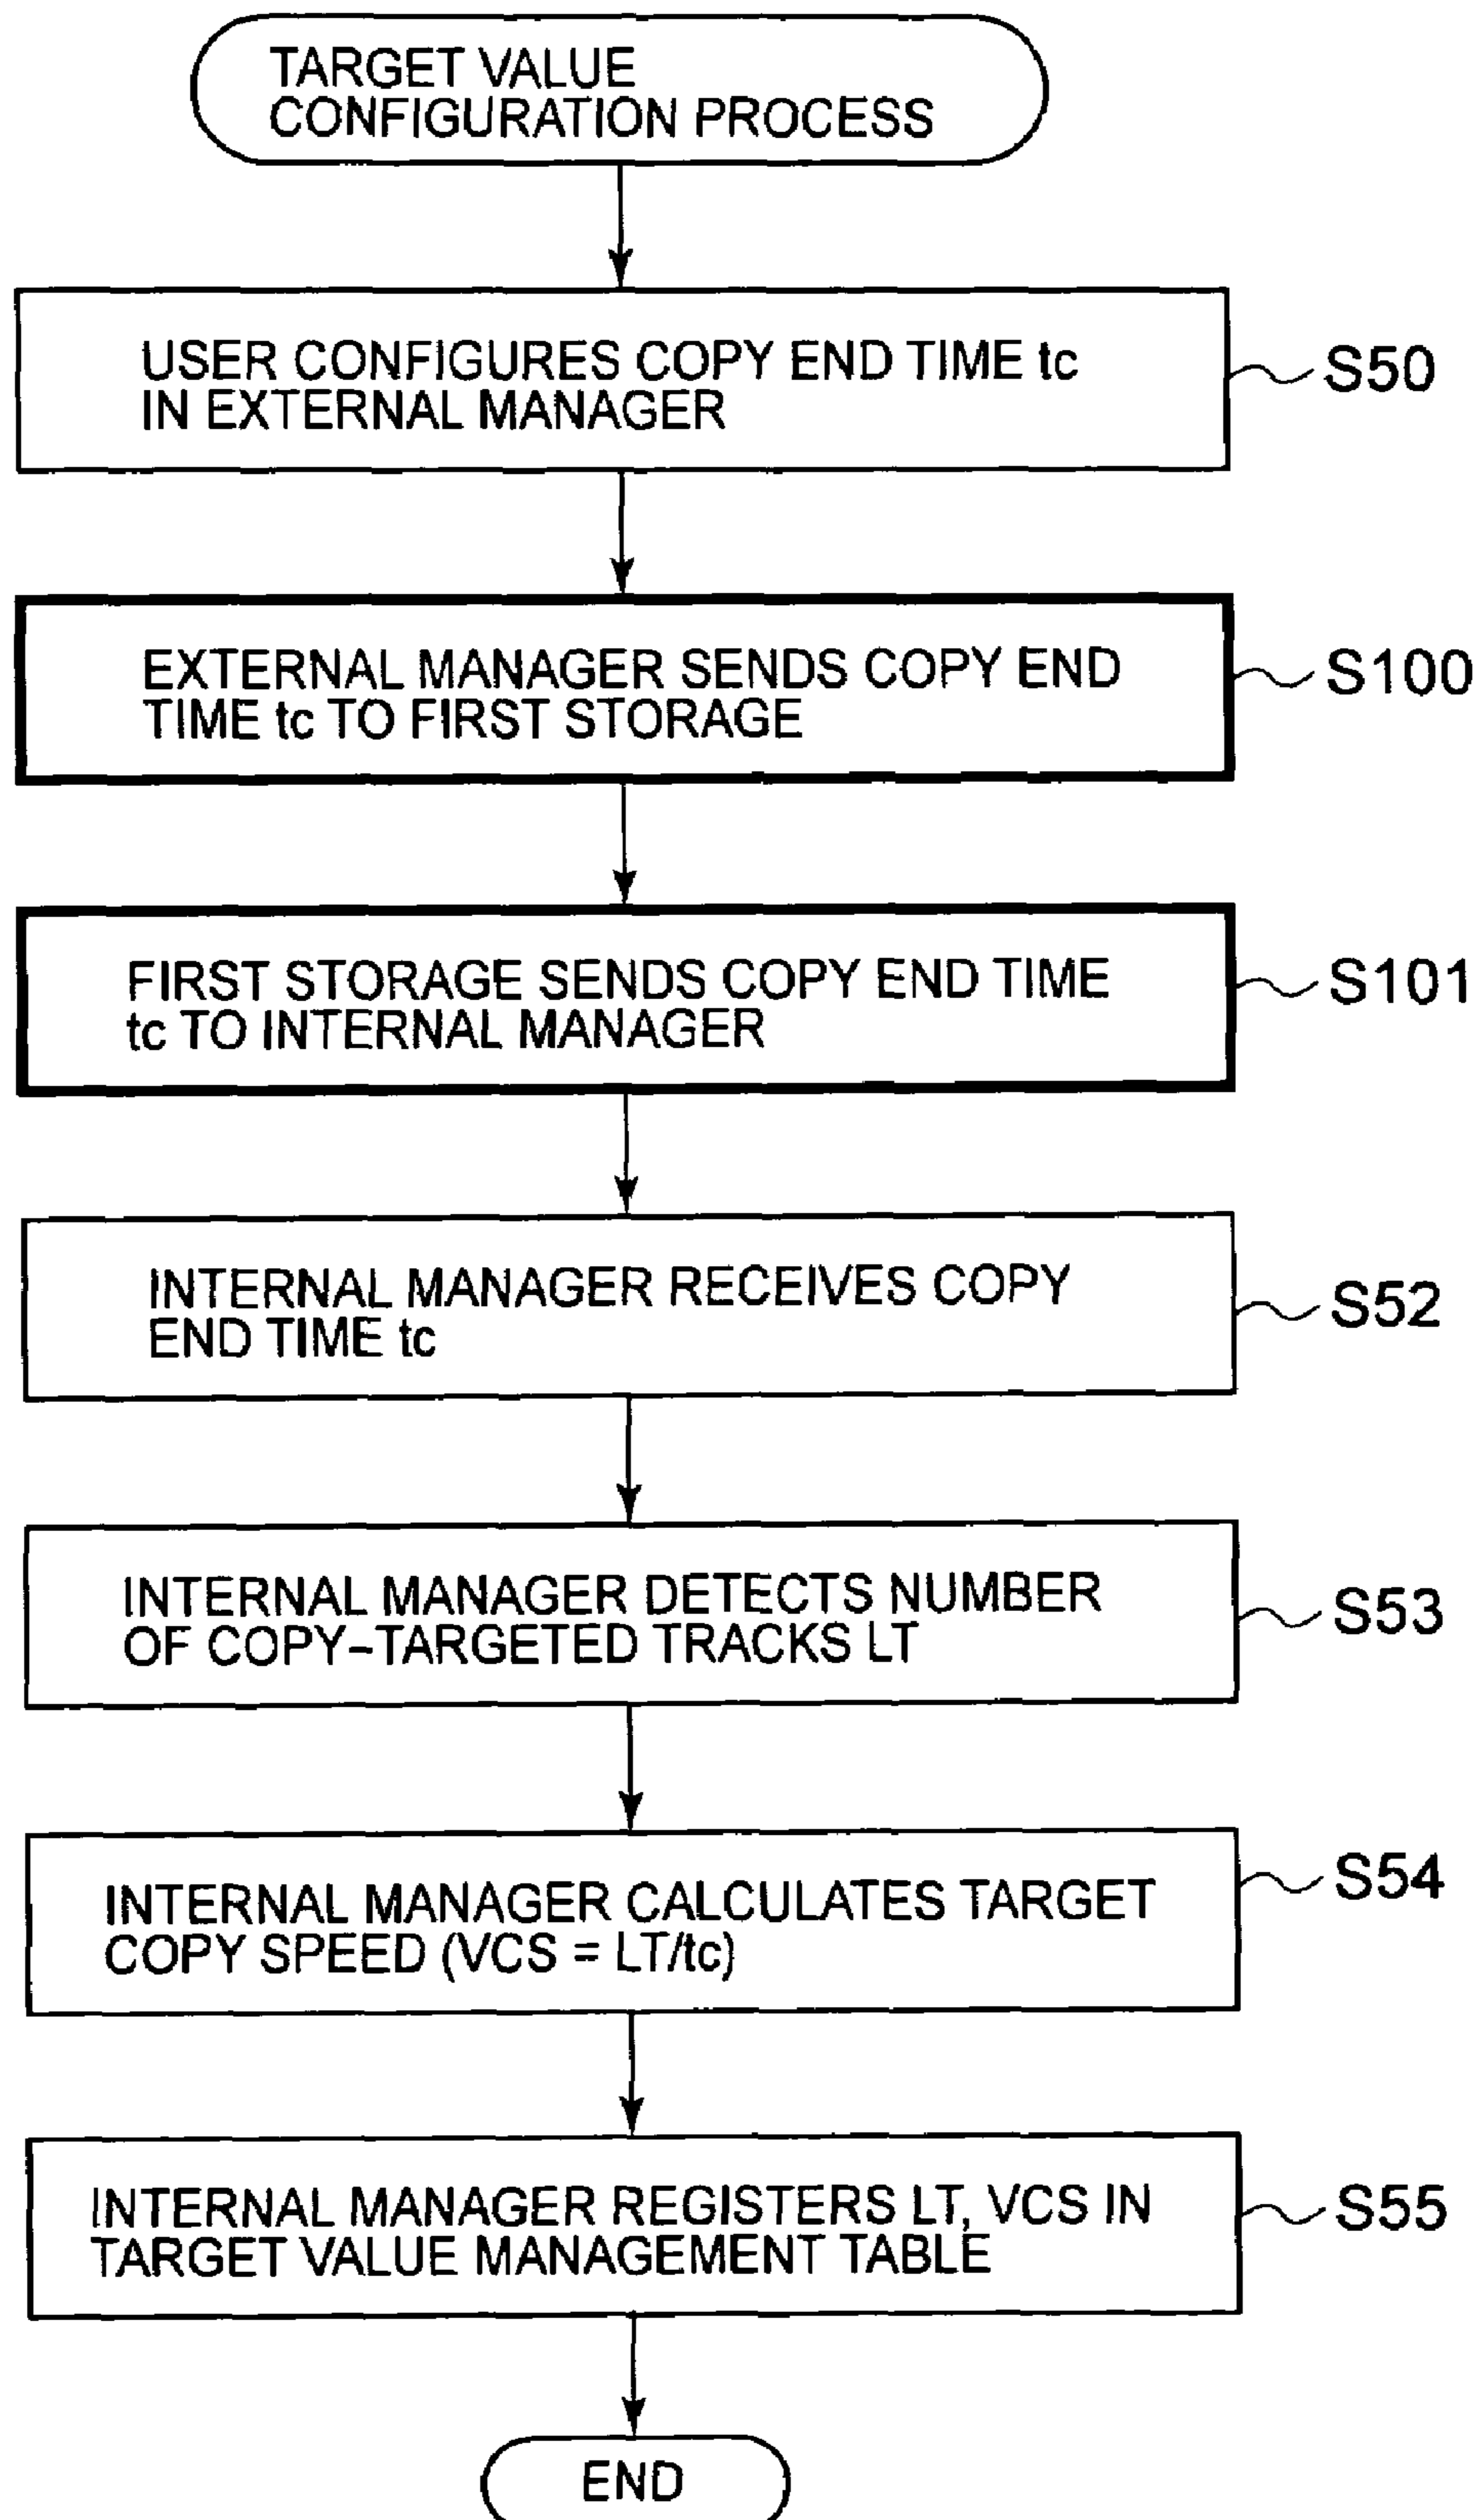 TARGET VALUE
CONFIGURATION PROCESS
USER CONFIGURES COPY END TIME tc
IN EXTERNAL MANAGER
S50
EXTERNAL MANAGER SENDS COPY END
TIME tc TO FIRST STORAGE
S100
FIRST STORAGE SENDS COPY END TIME
tc TO INTERNAL MANAGER
S101
INTERNAL MANAGER RECEIVES COPY
END TIME tc
S52
INTERNAL MANAGER DETECTS NUMBER
OF COPY-TARGETED TRACKS LT
S53
INTERNAL MANAGER CALCULATES TARGET
COPY SPEED (VCS = LT/tc)
S54
INTERNAL MANAGER REGISTERS LT, VCS IN
TARGET VALUE MANAGEMENT TABLE
S55
END